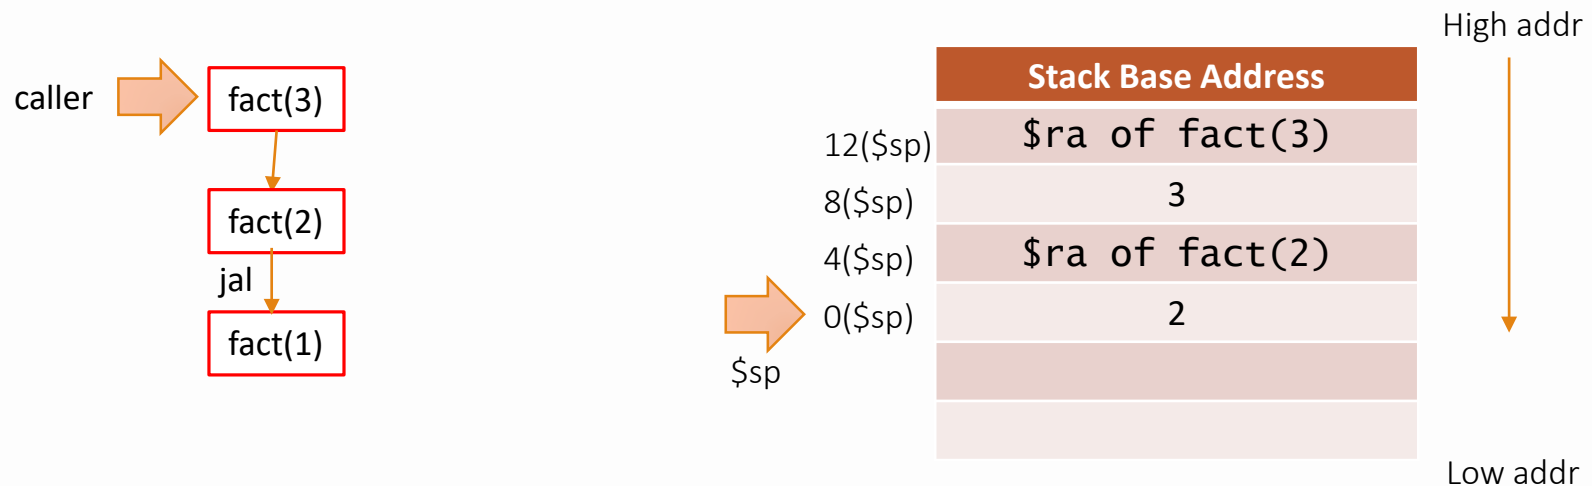 caller
fact(3)
fact(2)
jal
fact(1)
High addr
Stack Base Address
12($sp)
$ra of fact(3)
8($sp)
3
4($sp)
$ra of fact(2)
0($sp)
2
$sp
Low addr